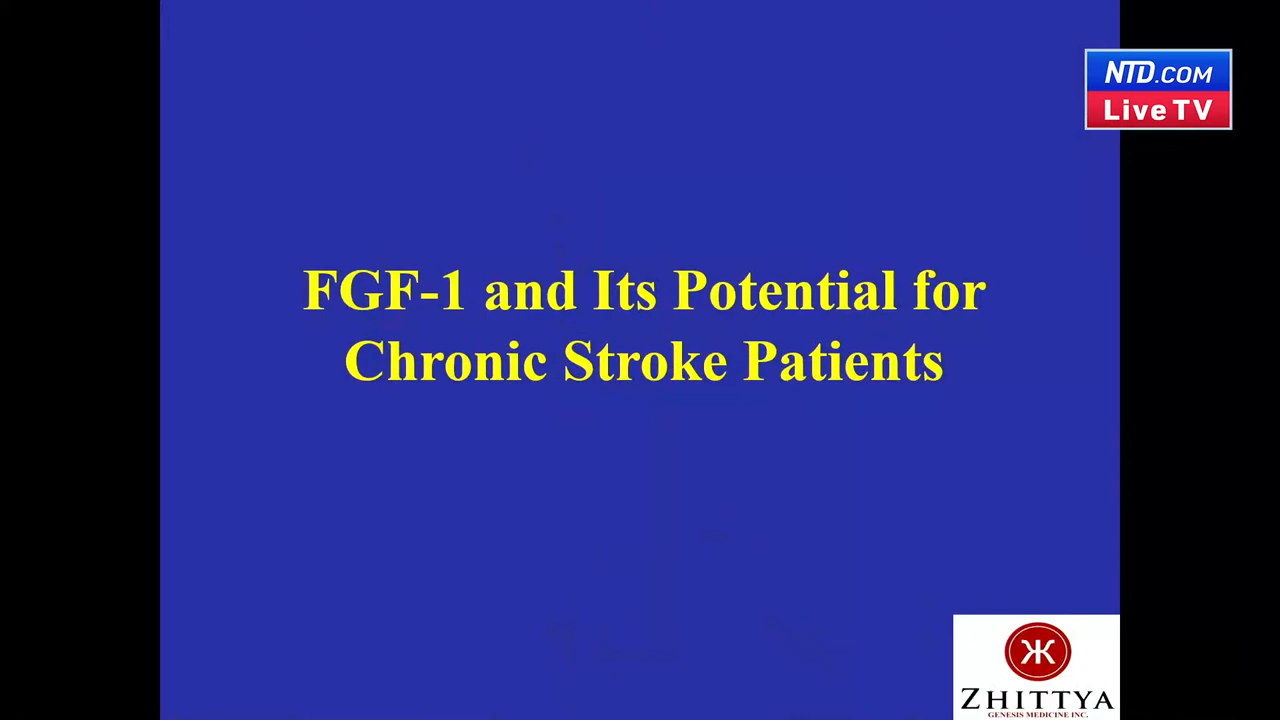 NTD.COM
Live TV
FGF-1 and Its Potential for
Chronic Stroke Patients
ZHITTYA
GENESIS MEDICINE INC.